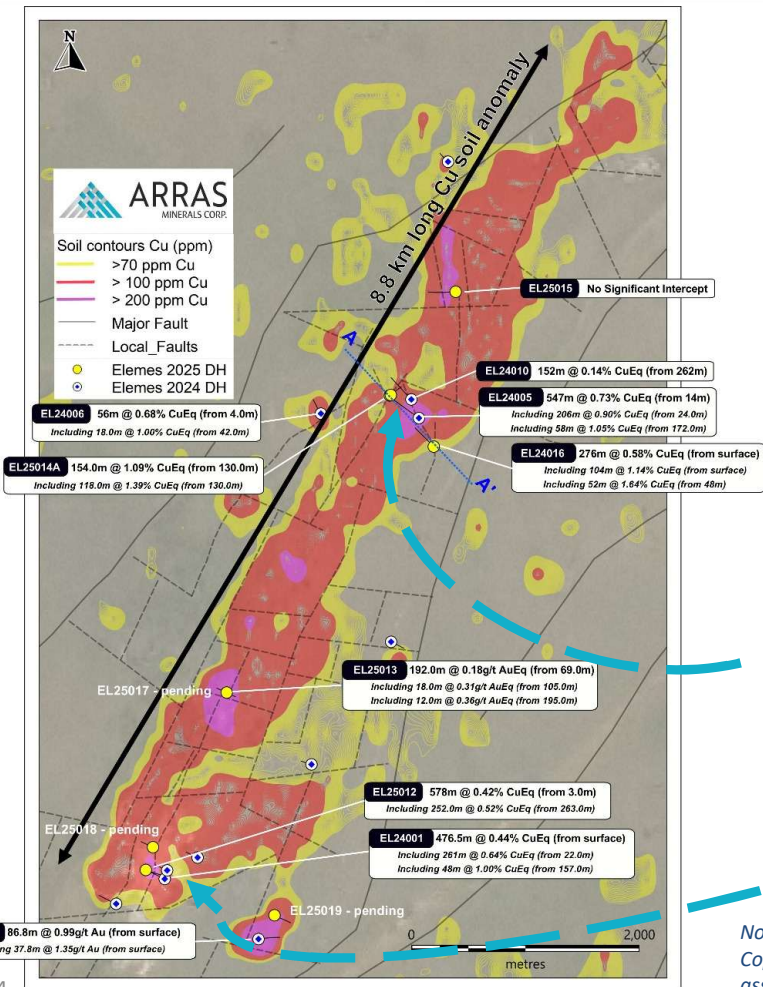 N
8.8 km long Cu soil anomaly
ARRAS
MINERALS CORP.
Soil contours Cu (ppm)
>70 ppm Cu
> 100 ppm Cu
> 200 ppm Cu
Major Fault
Local_Faults
Elemes 2025 DH
Elemes 2024 DH
EL25015 No Significant Intercept
A
EL24010 152m @ 0.14% CuEq (from 262m)
EL24005 547m @ 0.73% CuEq (from 14m)
Including 206m @ 0.90% CuEq (from 24.0m)
Including 58m @ 1.05% CuEq (from 172.0m)
EL24006 56m @ 0.68% CuEq (from 4.0m)
Including 18.0m @ 1.00% CuEq (from 42.0m)
EL24016 276m @ 0.58% CuEq (from surface)
Including 104m @ 1.14% CuEq (from surface)
Including 52m @ 1.64% CuEq (from 48m)
EL25014A 154.0m @ 1.09% CuEq (from 130.0m)
Including 118.0m @ 1.39% CuEq (from 130.0m)
A'
EL25013 192.0m @ 0.18g/t AuEq (from 69.0m)
Including 18.0m @ 0.31g/t AuEq (from 105.0m)
Including 12.0m @ 0.36g/t AuEq (from 195.0m)
EL25017 - pending
EL25012 578m @ 0.42% CuEq (from 3.0m)
Including 252.0m @ 0.52% CuEq (from 263.0m)
EL25018 - pending
EL24001 476.5m @ 0.44% CuEq (from surface)
Including 261m @ 0.64% CuEq (from 22.0m)
Including 48m @ 1.00% CuEq (from 157.0m)
EL25019 - pending
86.8m @ 0.99g/t Au (from surface)
37.8m @ 1.35g/t Au (from surface)
0 2,000
metres